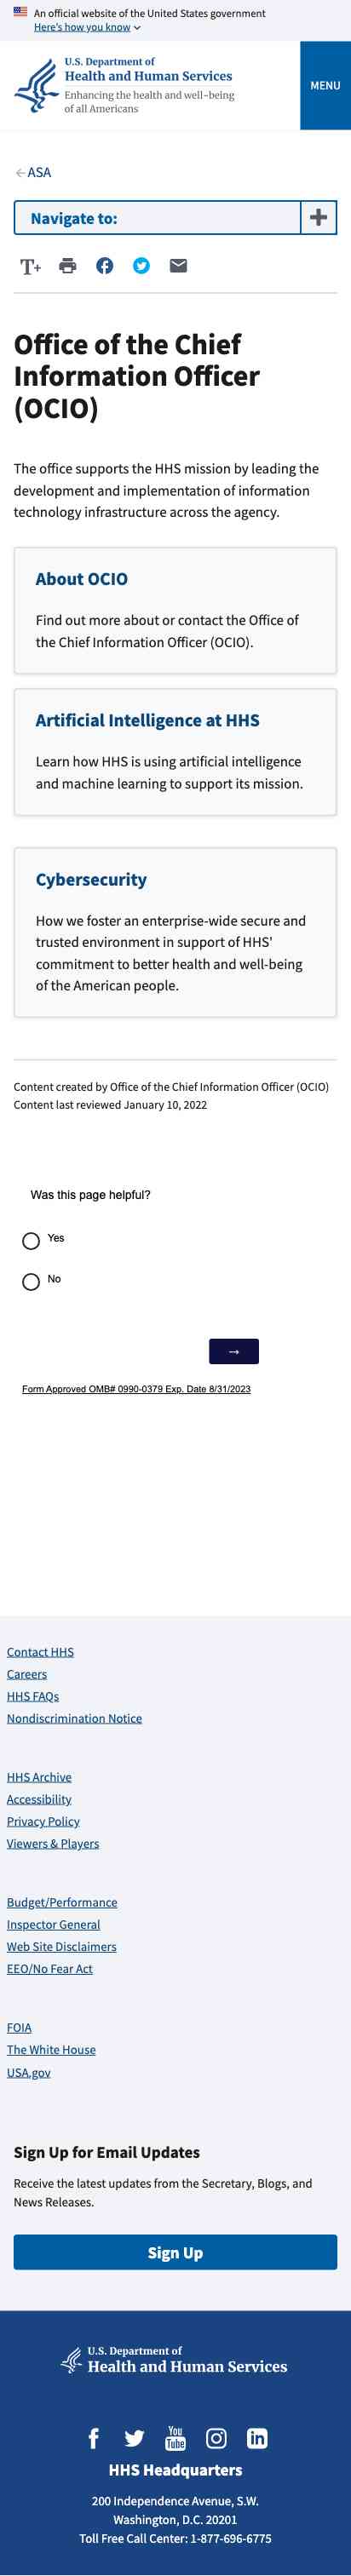 An official website of the United States government
Here's how you know
U.S. Department of
Health and Human Services
Enhancing the health and well-being
of all Americans
MENU
ASA
Navigate to:
T+
Office of the Chief
Information Officer
(OCIO)
The office supports the HHS mission by leading the
development and implementation of information
technology infrastructure across the agency.
About OCIO
Find out more about or contact the Office of
the Chief Information Officer (OCIO).
Artificial Intelligence at HHS
Learn how HHS is using artificial intelligence
and machine learning to support its mission.
Cybersecurity
How we foster an enterprise-wide secure and
trusted environment in support of HHS'
commitment to better health and well-being
of the American people.
Content created by Office of the Chief Information Officer (OCIO)
Content last reviewed January 10, 2022
Was this page helpful?
Yes
No
→
Form Approved OMB# 0990-0379 Exp. Date 8/31/2023
Contact HHS
Careers
HHS FAQs
Nondiscrimination Notice
HHS Archive
Accessibility
Privacy Policy
Viewers & Players
Budget/Performance
Inspector General
Web Site Disclaimers
EEO/No Fear Act
FOIA
The White House
USA.gov
Sign Up for Email Updates
Receive the latest updates from the Secretary, Blogs, and
News Releases.
Sign Up
U.S. Department of
Health and Human Services
You
Tube
HHS Headquarters
200 Independence Avenue, S.W.
Washington, D.C. 20201
Toll Free Call Center: 1-877-696-6775